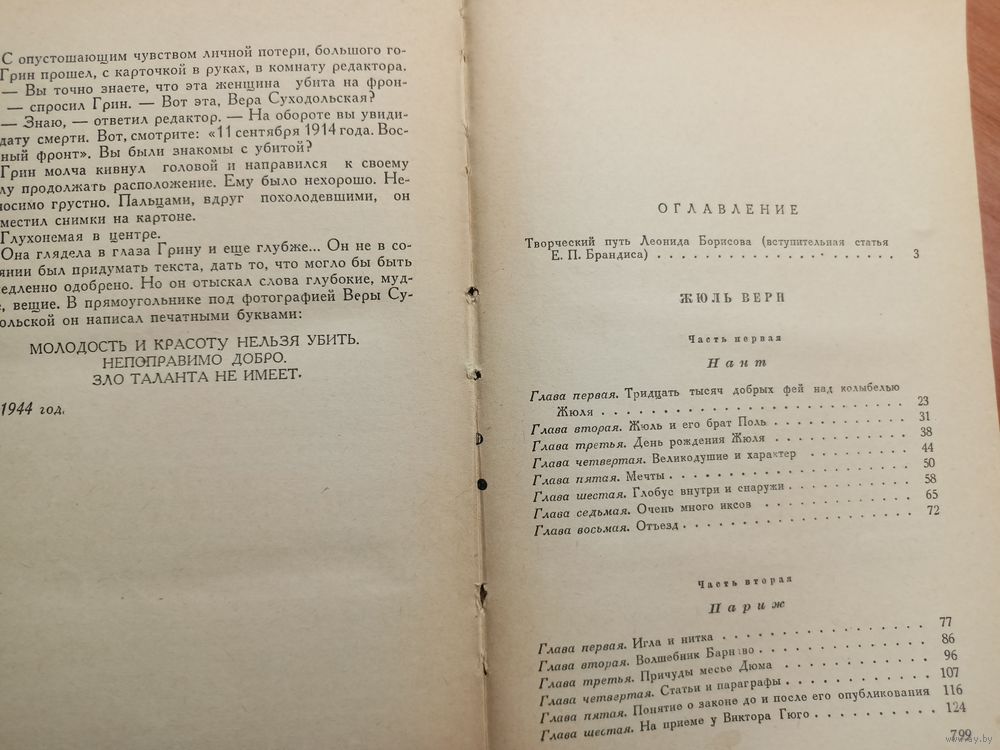 С опустошающим чувством личной потери, большого го-
Грин прошел, с карточкой в руках, в комнату редактора.
— Вы точно знаете, что эта женщина убита на фрон-
— спросил Грин. — Вот эта, Вера Суходольская?
— Знаю, — ответил редактор. — На обороте вы увиди-
дату смерти. Вот, смотрите: «11 сентября 1914 года. Вос-
ный фронт». Вы были знакомы с убитой?
Грин молча кивнул головой и направился к своему
лу продолжать расположение. Ему было нехорошо. Не-
носимо грустно. Пальцами, вдруг похолодевшими, он
местил снимки на картоне.
Глухонемая в центре.
Она глядела в глаза Грину и еще глубже... Он не в со-
янии был придумать текста, дать то, что могло бы быть
едленно одобрено. Но он отыскал слова глубокие, муд-
, вещие. В прямоугольнике под фотографией Веры Су-
ольской он написал печатными буквами:
МОЛОДОСТЬ И КРАСОТУ НЕЛЬЗЯ УБИТЬ.
НЕПОПРАВИМО ДОБРО.
ЗЛО ТАЛАНТА НЕ ИМЕЕТ.
1944 год.
ОГЛАВЛЕНИЕ
Творческий путь Леонида Борисова (вступительная статья
Е. П. Брандиса) . . . . . . . . . . . . . . . . . . . 3
ЖЮЛЬ ВЕРН
Часть первая
Нант
Глава первая. Тридцать тысяч добрых фей над колыбелью
Жюля . . . . . . . . . . . . . . . . . . . . . . 23
Глава вторая. Жюль и его брат Поль . . . . . . . . . 31
Глава третья. День рождения Жюля . . . . . . . . . 38
Глава четвертая. Великодушие и характер . . . . . . . 44
Глава пятая. Мечты . . . . . . . . . . . . . . . . 50
Глава шестая. Глобус внутри и снаружи . . . . . . . . 58
Глава седьмая. Очень много иксов . . . . . . . . . . 65
Глава восьмая. Отъезд . . . . . . . . . . . . . . . 72
Часть вторая
Париж
Глава первая. Игла и нитка . . . . . . . . . . . . . 77
Глава вторая. Волшебник Барнаво . . . . . . . . . . 86
Глава третья. Причуды месье Дюма . . . . . . . . . 96
Глава четвертая. Статьи и параграфы . . . . . . . . . 107
Глава пятая. Понятие о законе до и после его опубликования 116
Глава шестая. На приеме у Виктора Гюго . . . . . . . 124
799
www.ay.by